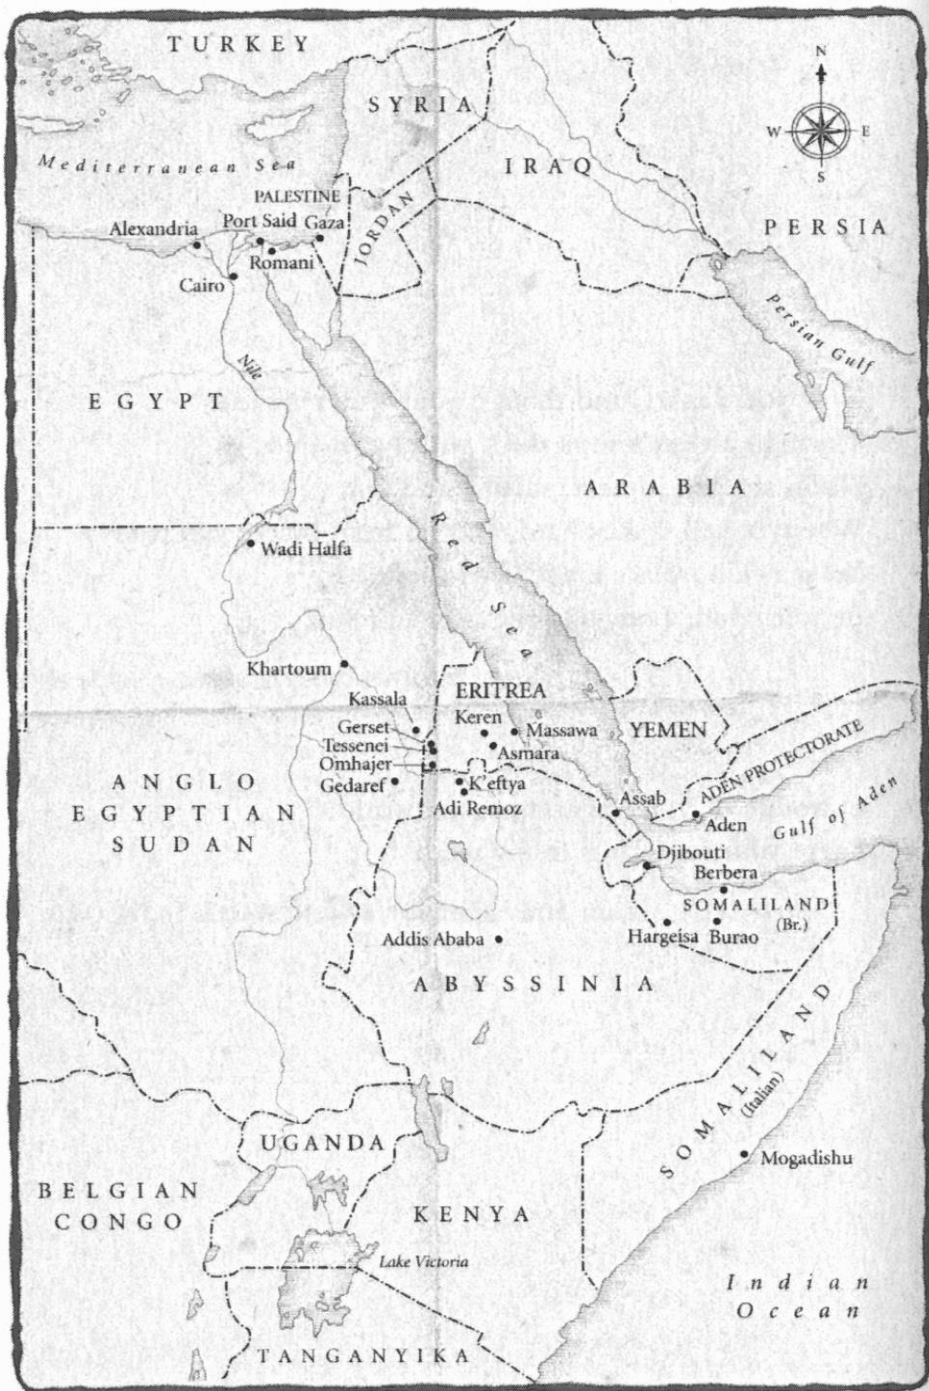 TURKEY
N
SYRIA
W E
S
Mediterranean Sea
IRAQ
PALESTINE
JORDAN
PERSIA
Alexandria
Port Said
Gaza
Romani
Cairo
Persian Gulf
Nile
EGYPT
ARABIA
Red Sea
Wadi Halfa
Khartoum
ERITREA
Kassala
Keren
Gerset
Massawa
YEMEN
Tessenei
Asmara
Omhajer
ANGLO
EGYPTIAN
SUDAN
Gedaref
K'eftya
Adi Remoz
Assab
ADEN PROTECTORATE
Aden
Gulf of Aden
Djibouti
Berbera
SOMALILAND
(Br.)
Hargeisa
Burao
Addis Ababa
ABYSSINIA
SOMALILAND
(Italian)
UGANDA
Mogadishu
BELGIAN
CONGO
KENYA
Lake Victoria
Indian
Ocean
TANGANYIKA